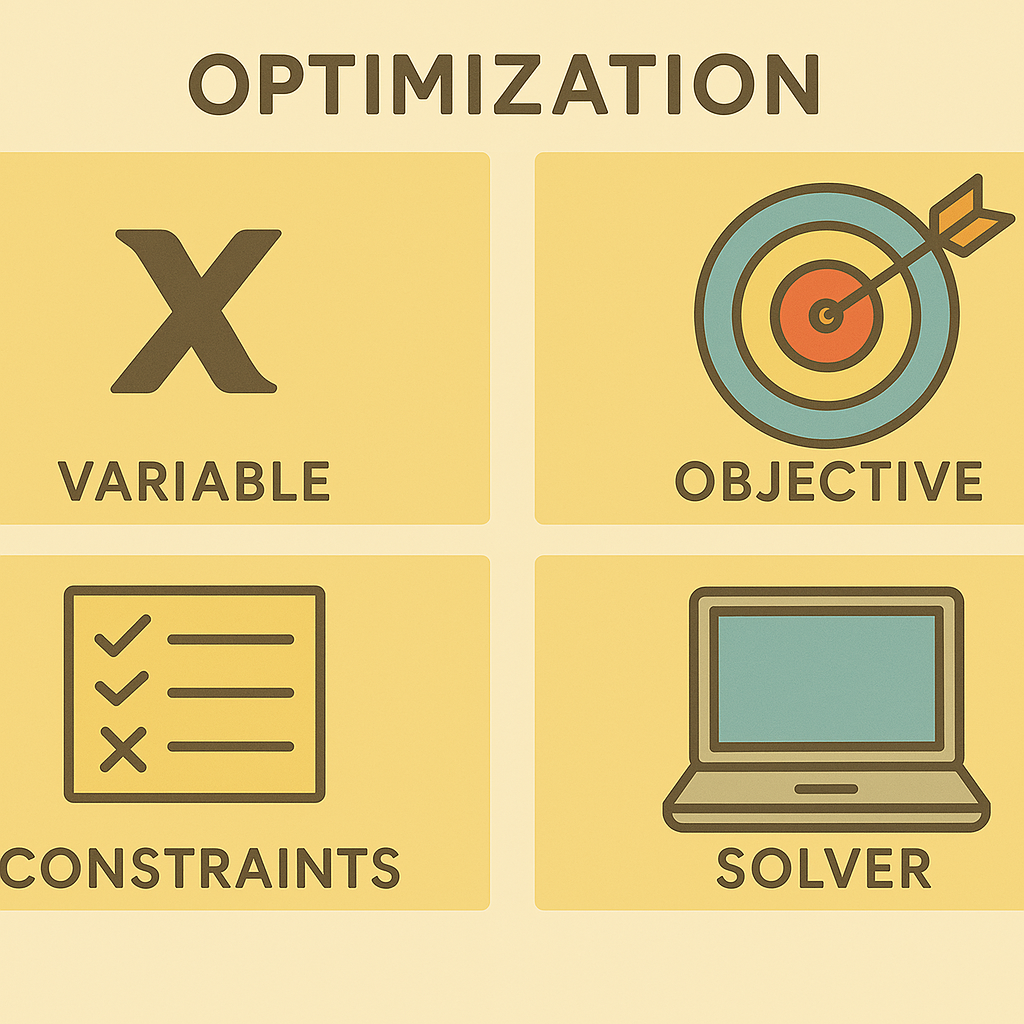 OPTIMIZATION
X
VARIABLE
OBJECTIVE
CONSTRAINTS
SOLVER